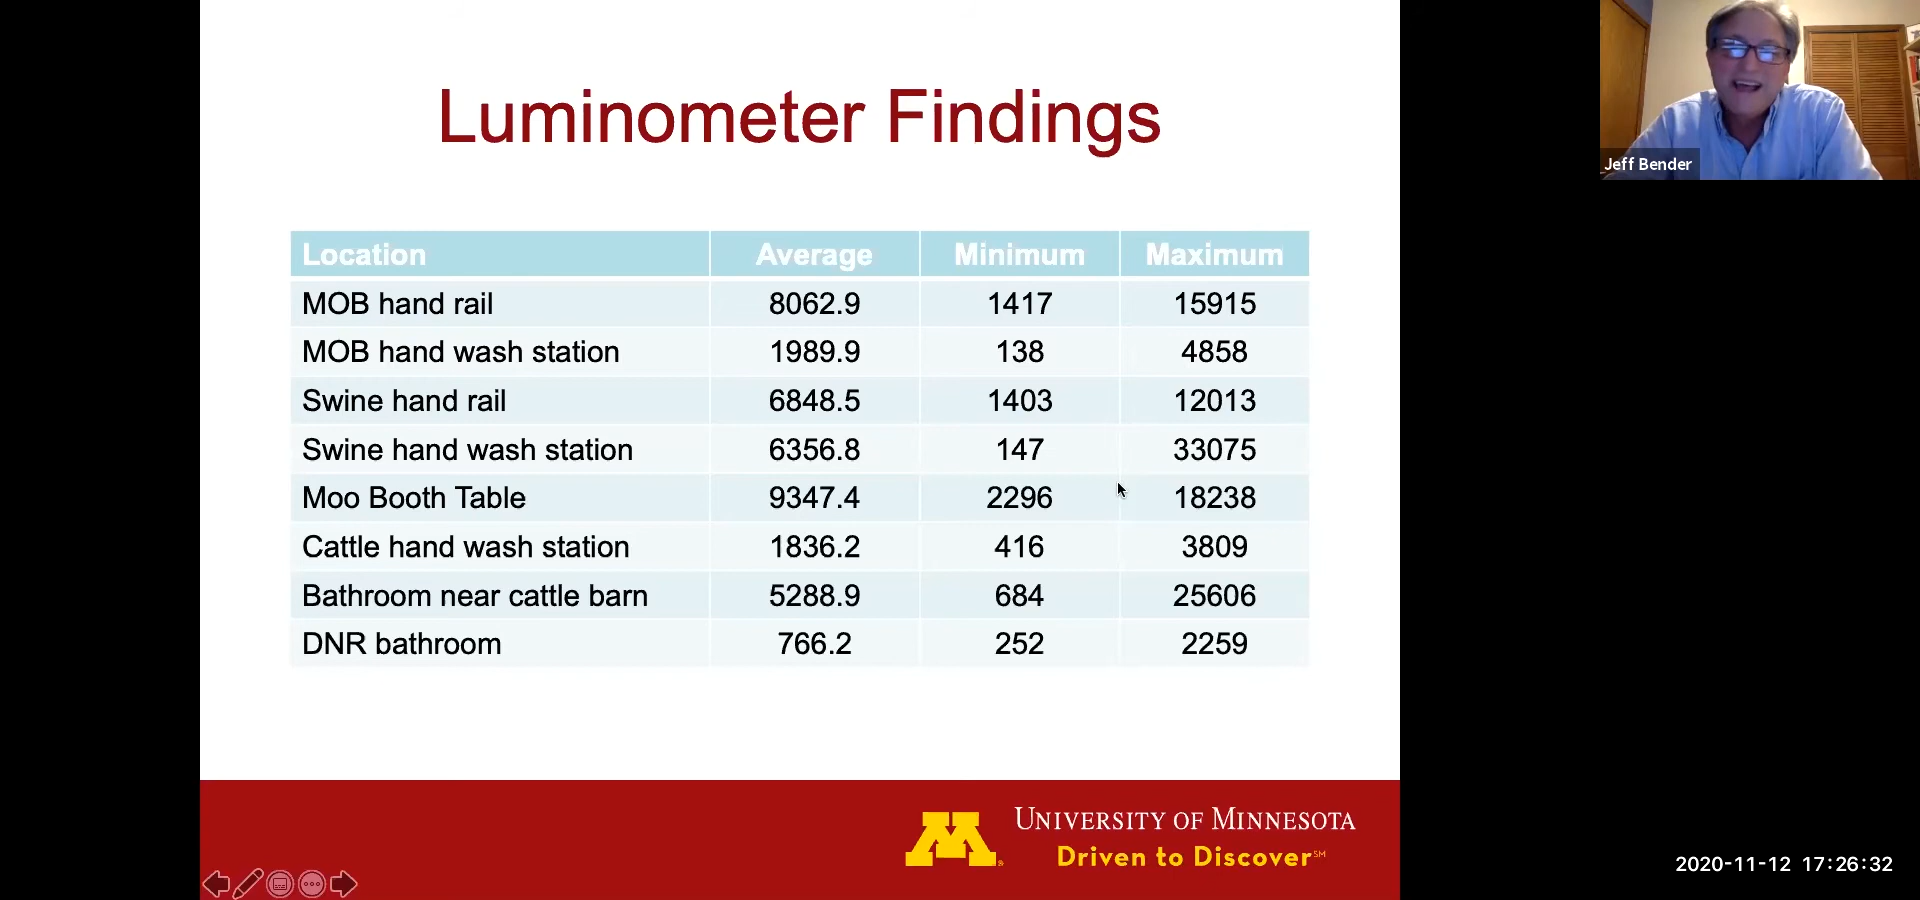 Luminometer Findings
Jeff Bender
Location Average Minimum Maximum
MOB hand rail 8062.9 1417 15915
MOB hand wash station 1989.9 138 4858
Swine hand rail 6848.5 1403 12013
Swine hand wash station 6356.8 147 33075
Moo Booth Table 9347.4 2296 18238
Cattle hand wash station 1836.2 416 3809
Bathroom near cattle barn 5288.9 684 25606
DNR bathroom 766.2 252 2259
M®
UNIVERSITY OF MINNESOTA
Driven to Discover℠
2020-11-12 17:26:32